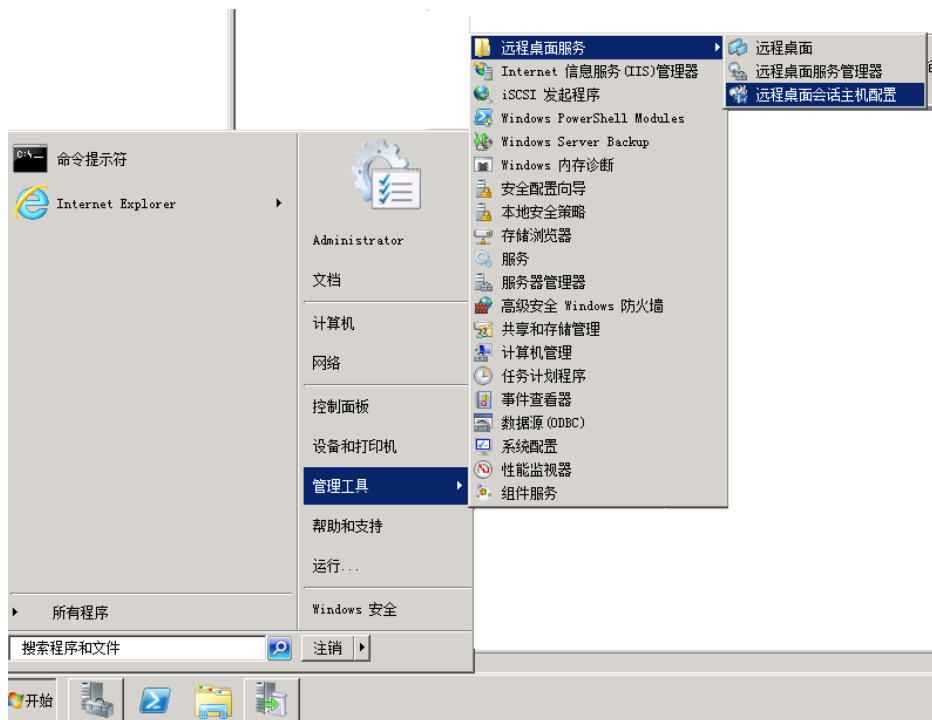 命令提示符
Internet Explorer
所有程序
搜索程序和文件
Administrator
文档
计算机
网络
控制面板
设备和打印机
管理工具
帮助和支持
运行...
Windows 安全
注销
远程桌面服务
Internet 信息服务(IIS)管理器
iSCSI 发起程序
Windows PowerShell Modules
Windows Server Backup
Windows 内存诊断
安全配置向导
本地安全策略
存储浏览器
服务
服务器管理器
高级安全 Windows 防火墙
共享和存储管理
计算机管理
任务计划程序
事件查看器
数据源(ODBC)
系统配置
性能监视器
组件服务
远程桌面
远程桌面服务管理器
远程桌面会话主机配置
开始